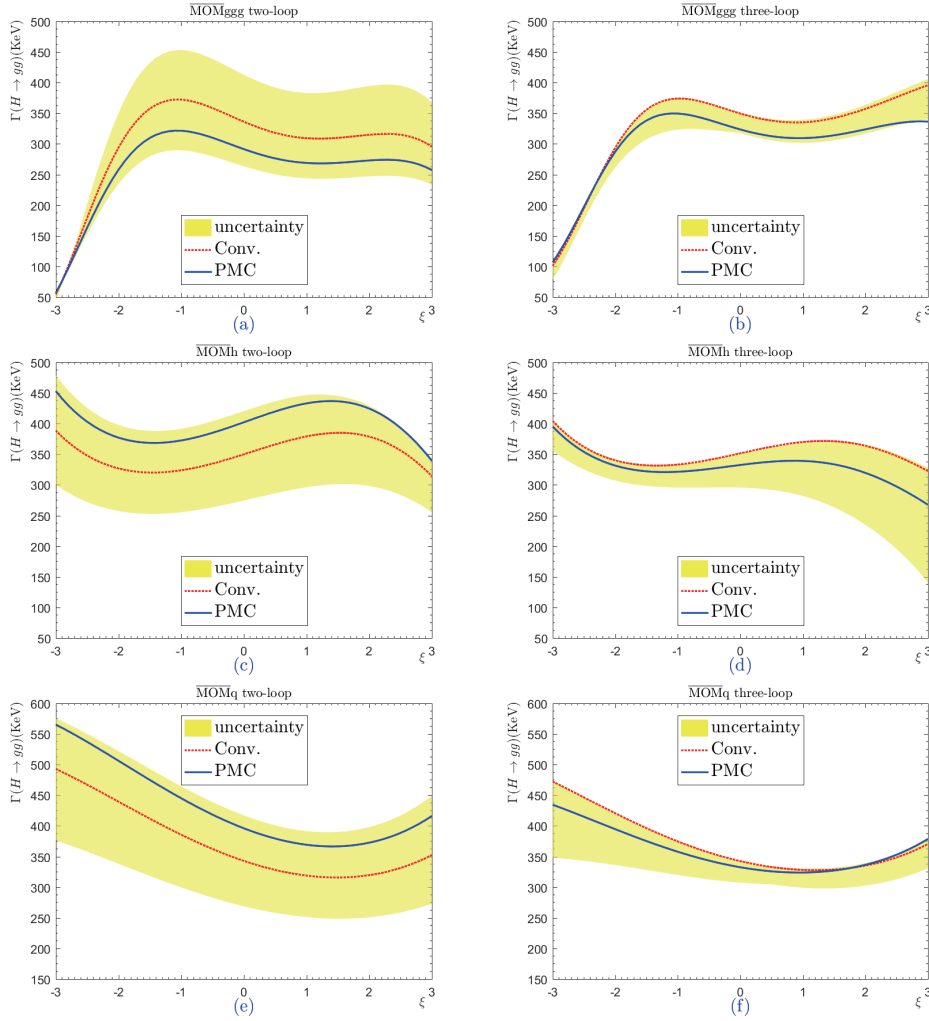 MOMggg two-loop
Γ(H → gg)(KeV)
500
450
400
350
300
250
200
150
100
50
uncertainty
Conv.
PMC
-3 -2 -1 0 1 2 3
ξ
(a)
MOMggg three-loop
Γ(H → gg)(KeV)
500
450
400
350
300
250
200
150
100
50
uncertainty
Conv.
PMC
-3 -2 -1 0 1 2 3
ξ
(b)
MOMh two-loop
Γ(H → gg)(KeV)
500
450
400
350
300
250
200
150
100
50
uncertainty
Conv.
PMC
-3 -2 -1 0 1 2 3
ξ
(c)
MOMh three-loop
Γ(H → gg)(KeV)
500
450
400
350
300
250
200
150
100
50
uncertainty
Conv.
PMC
-3 -2 -1 0 1 2 3
ξ
(d)
MOMq two-loop
Γ(H → gg)(KeV)
600
550
500
450
400
350
300
250
200
150
uncertainty
Conv.
PMC
-3 -2 -1 0 1 2 3
ξ
(e)
MOMq three-loop
Γ(H → gg)(KeV)
600
550
500
450
400
350
300
250
200
150
uncertainty
Conv.
PMC
-3 -2 -1 0 1 2 3
ξ
(f)